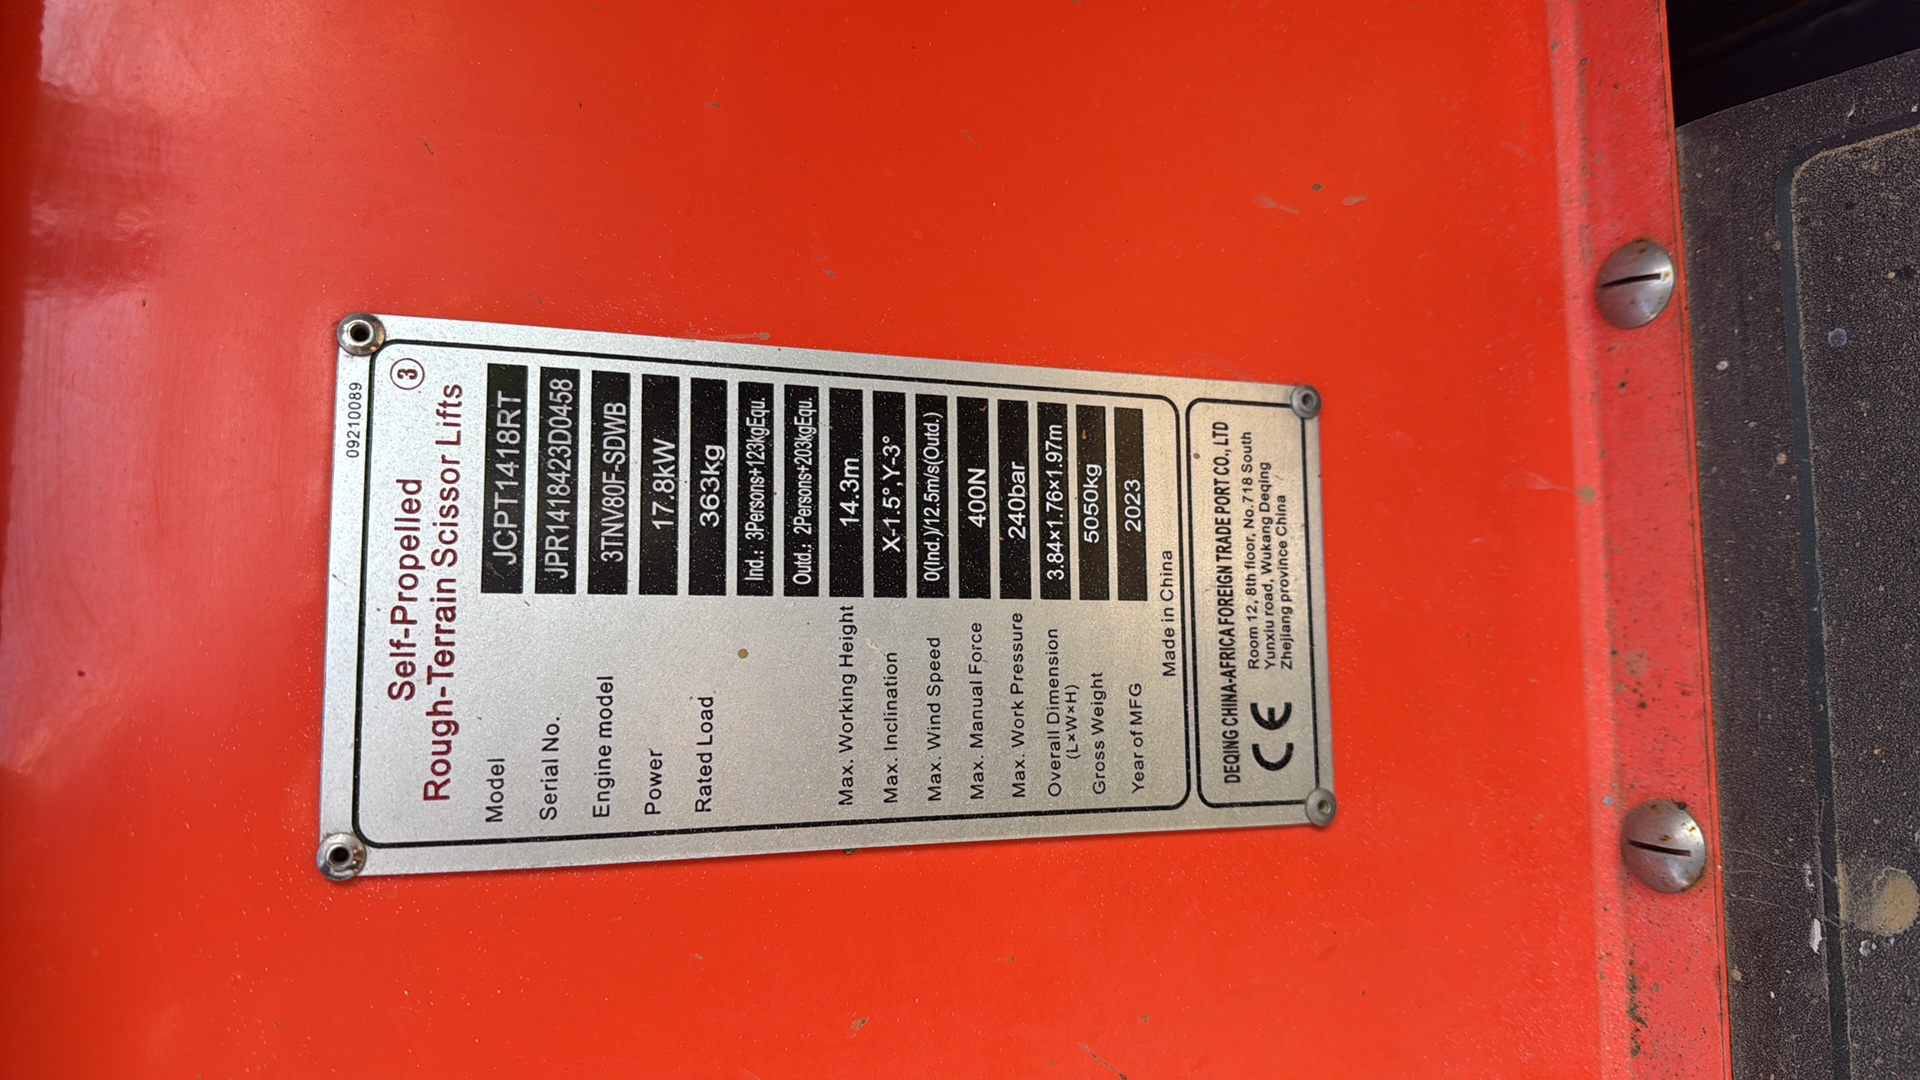 09210089
3
Self-Propelled
Rough-Terrain Scissor Lifts
Model JCPT1418RT
Serial No. JPR1418423D0458
Engine model 3TNV80F-SDWB
Power 17.8kW
Rated Load 363kg
Ind.: 3Persons+123kgEqu.
Outd.: 2Persons+203kgEqu.
Max. Working Height 14.3m
Max. Inclination X-1.5°,Y-3°
Max. Wind Speed 0(Ind.)/12.5m/s(Outd.)
Max. Manual Force 400N
Max. Work Pressure 240bar
Overall Dimension 3.84×1.76×1.97m
(L×W×H)
Gross Weight 5050kg
Year of MFG 2023
Made in China
DEQING CHINA-AFRICA FOREIGN TRADE PORT CO., LTD
CE Room 12, 8th floor, No.718 South
Yunxiu road, Wukang Deqing
Zhejiang province China